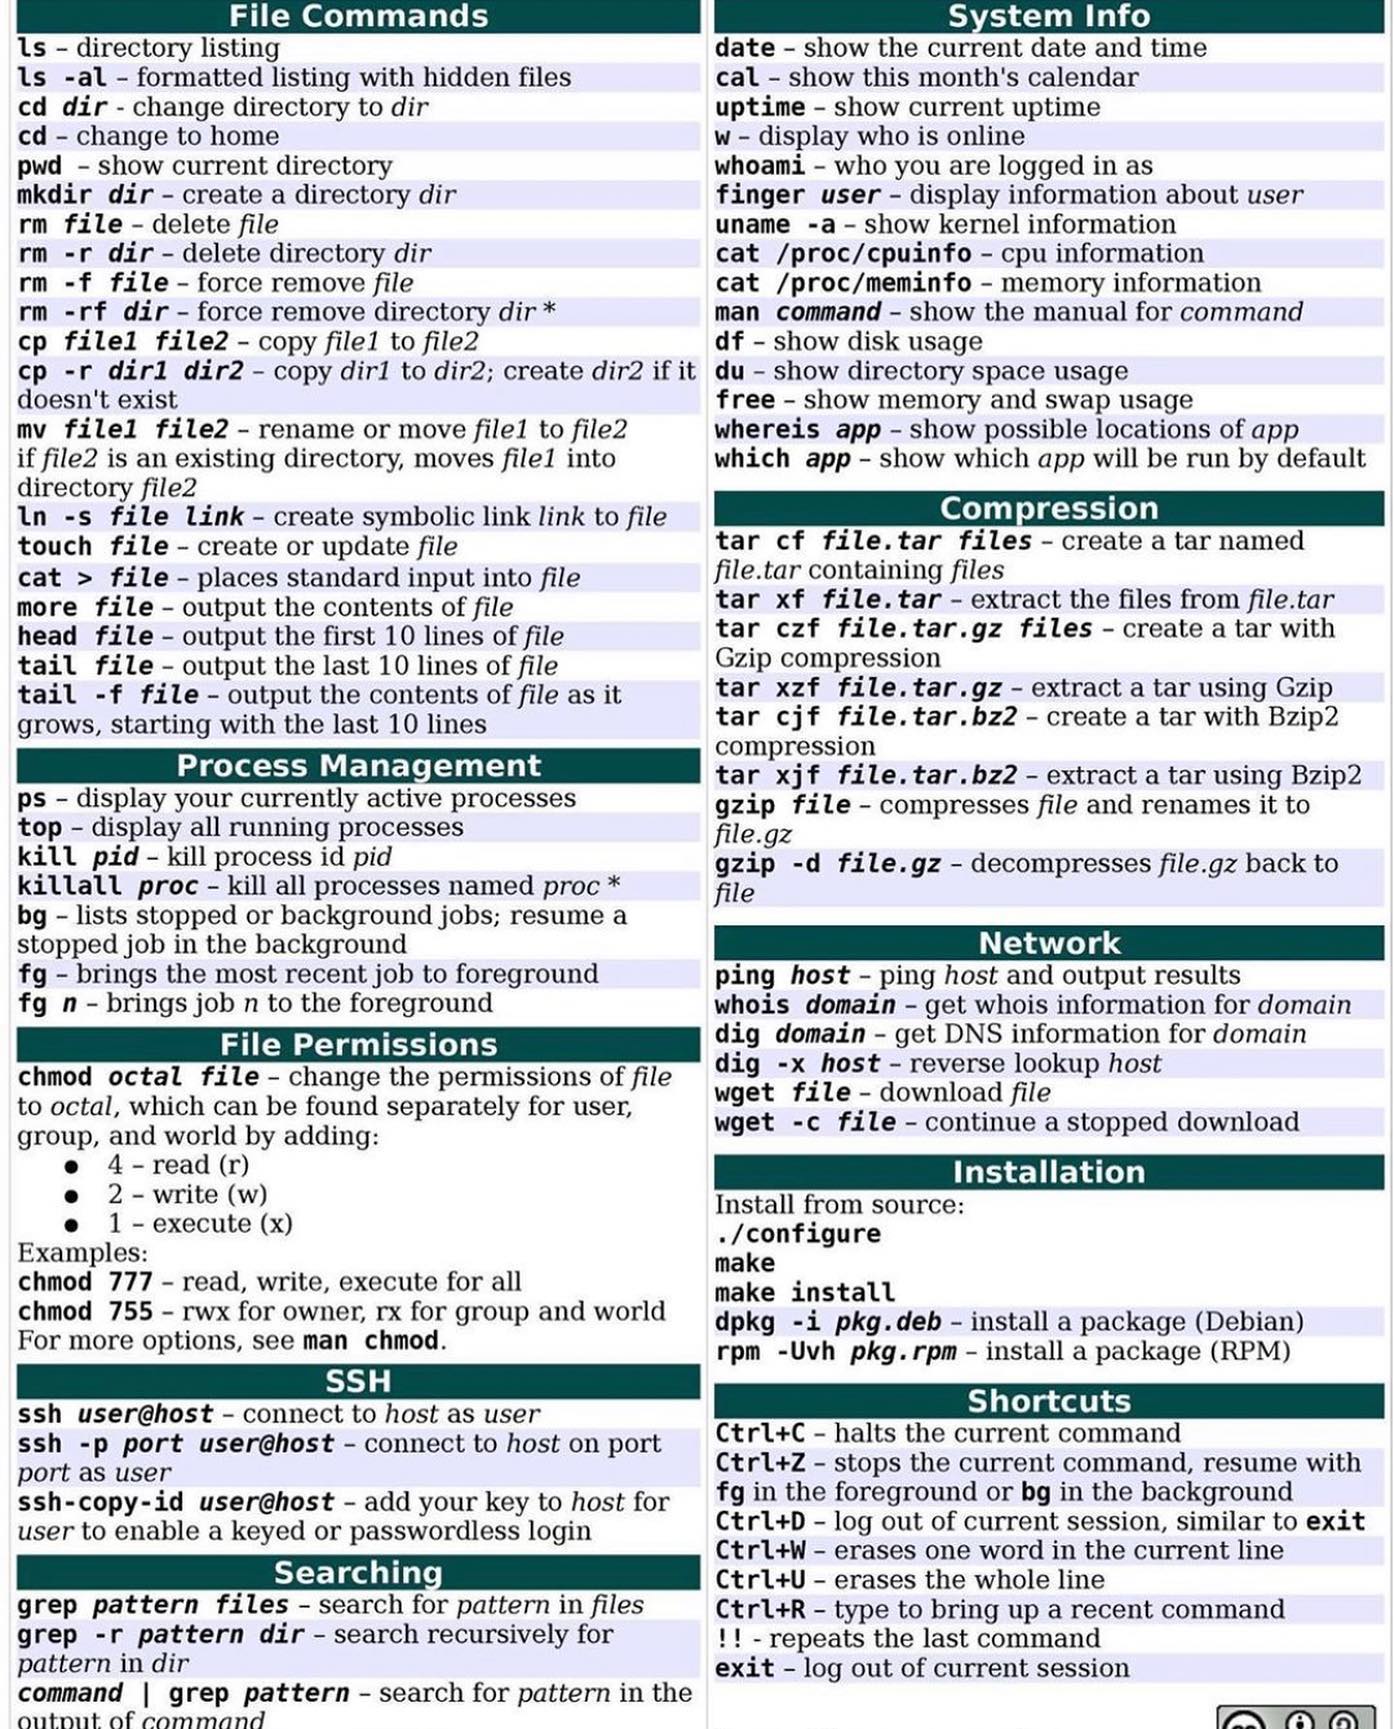 File Commands
ls – directory listing
ls -al – formatted listing with hidden files
cd dir - change directory to dir
cd – change to home
pwd – show current directory
mkdir dir – create a directory dir
rm file – delete file
rm -r dir – delete directory dir
rm -f file – force remove file
rm -rf dir – force remove directory dir *
cp file1 file2 – copy file1 to file2
cp -r dir1 dir2 – copy dir1 to dir2; create dir2 if it
doesn't exist
mv file1 file2 – rename or move file1 to file2
if file2 is an existing directory, moves file1 into
directory file2
ln -s file link – create symbolic link link to file
touch file – create or update file
cat > file – places standard input into file
more file – output the contents of file
head file – output the first 10 lines of file
tail file – output the last 10 lines of file
tail -f file – output the contents of file as it
grows, starting with the last 10 lines
Process Management
ps – display your currently active processes
top – display all running processes
kill pid – kill process id pid
killall proc – kill all processes named proc *
bg – lists stopped or background jobs; resume a
stopped job in the background
fg – brings the most recent job to foreground
fg n – brings job n to the foreground
File Permissions
chmod octal file – change the permissions of file
to octal, which can be found separately for user,
group, and world by adding:
● 4 – read (r)
● 2 – write (w)
● 1 – execute (x)
Examples:
chmod 777 – read, write, execute for all
chmod 755 – rwx for owner, rx for group and world
For more options, see man chmod.
SSH
ssh user@host – connect to host as user
ssh -p port user@host – connect to host on port
port as user
ssh-copy-id user@host – add your key to host for
user to enable a keyed or passwordless login
Searching
grep pattern files – search for pattern in files
grep -r pattern dir – search recursively for
pattern in dir
command | grep pattern – search for pattern in the
output of command
System Info
date – show the current date and time
cal – show this month's calendar
uptime – show current uptime
w – display who is online
whoami – who you are logged in as
finger user – display information about user
uname -a – show kernel information
cat /proc/cpuinfo – cpu information
cat /proc/meminfo – memory information
man command – show the manual for command
df – show disk usage
du – show directory space usage
free – show memory and swap usage
whereis app – show possible locations of app
which app – show which app will be run by default
Compression
tar cf file.tar files – create a tar named
file.tar containing files
tar xf file.tar – extract the files from file.tar
tar czf file.tar.gz files – create a tar with
Gzip compression
tar xzf file.tar.gz – extract a tar using Gzip
tar cjf file.tar.bz2 – create a tar with Bzip2
compression
tar xjf file.tar.bz2 – extract a tar using Bzip2
gzip file – compresses file and renames it to
file.gz
gzip -d file.gz – decompresses file.gz back to
file
Network
ping host – ping host and output results
whois domain – get whois information for domain
dig domain – get DNS information for domain
dig -x host – reverse lookup host
wget file – download file
wget -c file – continue a stopped download
Installation
Install from source:
./configure
make
make install
dpkg -i pkg.deb – install a package (Debian)
rpm -Uvh pkg.rpm – install a package (RPM)
Shortcuts
Ctrl+C – halts the current command
Ctrl+Z – stops the current command, resume with
fg in the foreground or bg in the background
Ctrl+D – log out of current session, similar to exit
Ctrl+W – erases one word in the current line
Ctrl+U – erases the whole line
Ctrl+R – type to bring up a recent command
!! - repeats the last command
exit – log out of current session